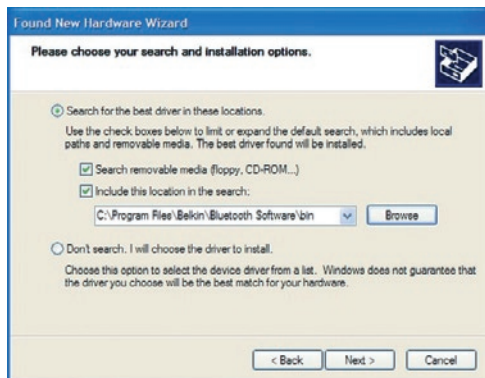 Found New Hardware Wizard
Please choose your search and installation options.
Search for the best driver in these locations.
Use the check boxes below to limit or expand the default search, which includes local
paths and removable media. The best driver found will be installed.
Search removable media (floppy, CD-ROM...)
Include this location in the search:
C:\Program Files\Belkin\Bluetooth Software\bin
Browse
Don't search. I will choose the driver to install.
Choose this option to select the device driver from a list. Windows does not guarantee that
the driver you choose will be the best match for your hardware.
< Back
Next >
Cancel